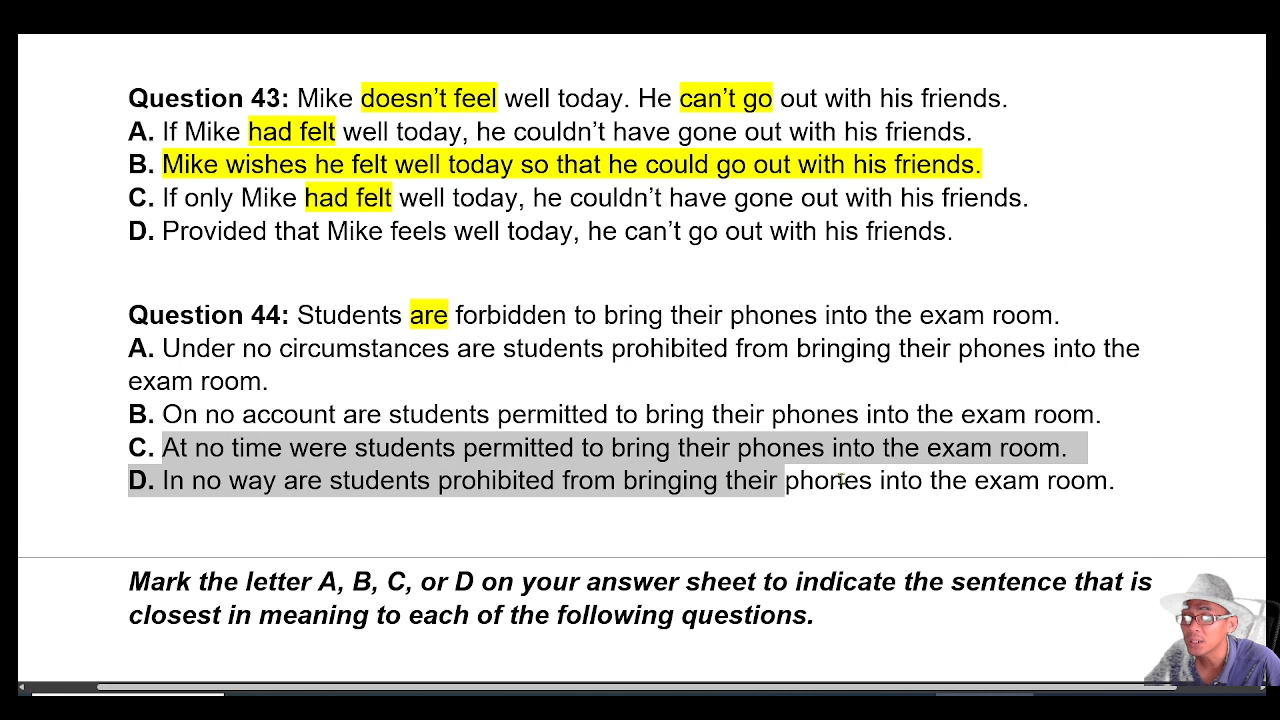 Question 43: Mike doesn’t feel well today. He can’t go out with his friends.
A. If Mike had felt well today, he couldn’t have gone out with his friends.
B. Mike wishes he felt well today so that he could go out with his friends.
C. If only Mike had felt well today, he couldn’t have gone out with his friends.
D. Provided that Mike feels well today, he can’t go out with his friends.
Question 44: Students are forbidden to bring their phones into the exam room.
A. Under no circumstances are students prohibited from bringing their phones into the
exam room.
B. On no account are students permitted to bring their phones into the exam room.
C. At no time were students permitted to bring their phones into the exam room.
D. In no way are students prohibited from bringing their phones into the exam room.
Mark the letter A, B, C, or D on your answer sheet to indicate the sentence that is
closest in meaning to each of the following questions.